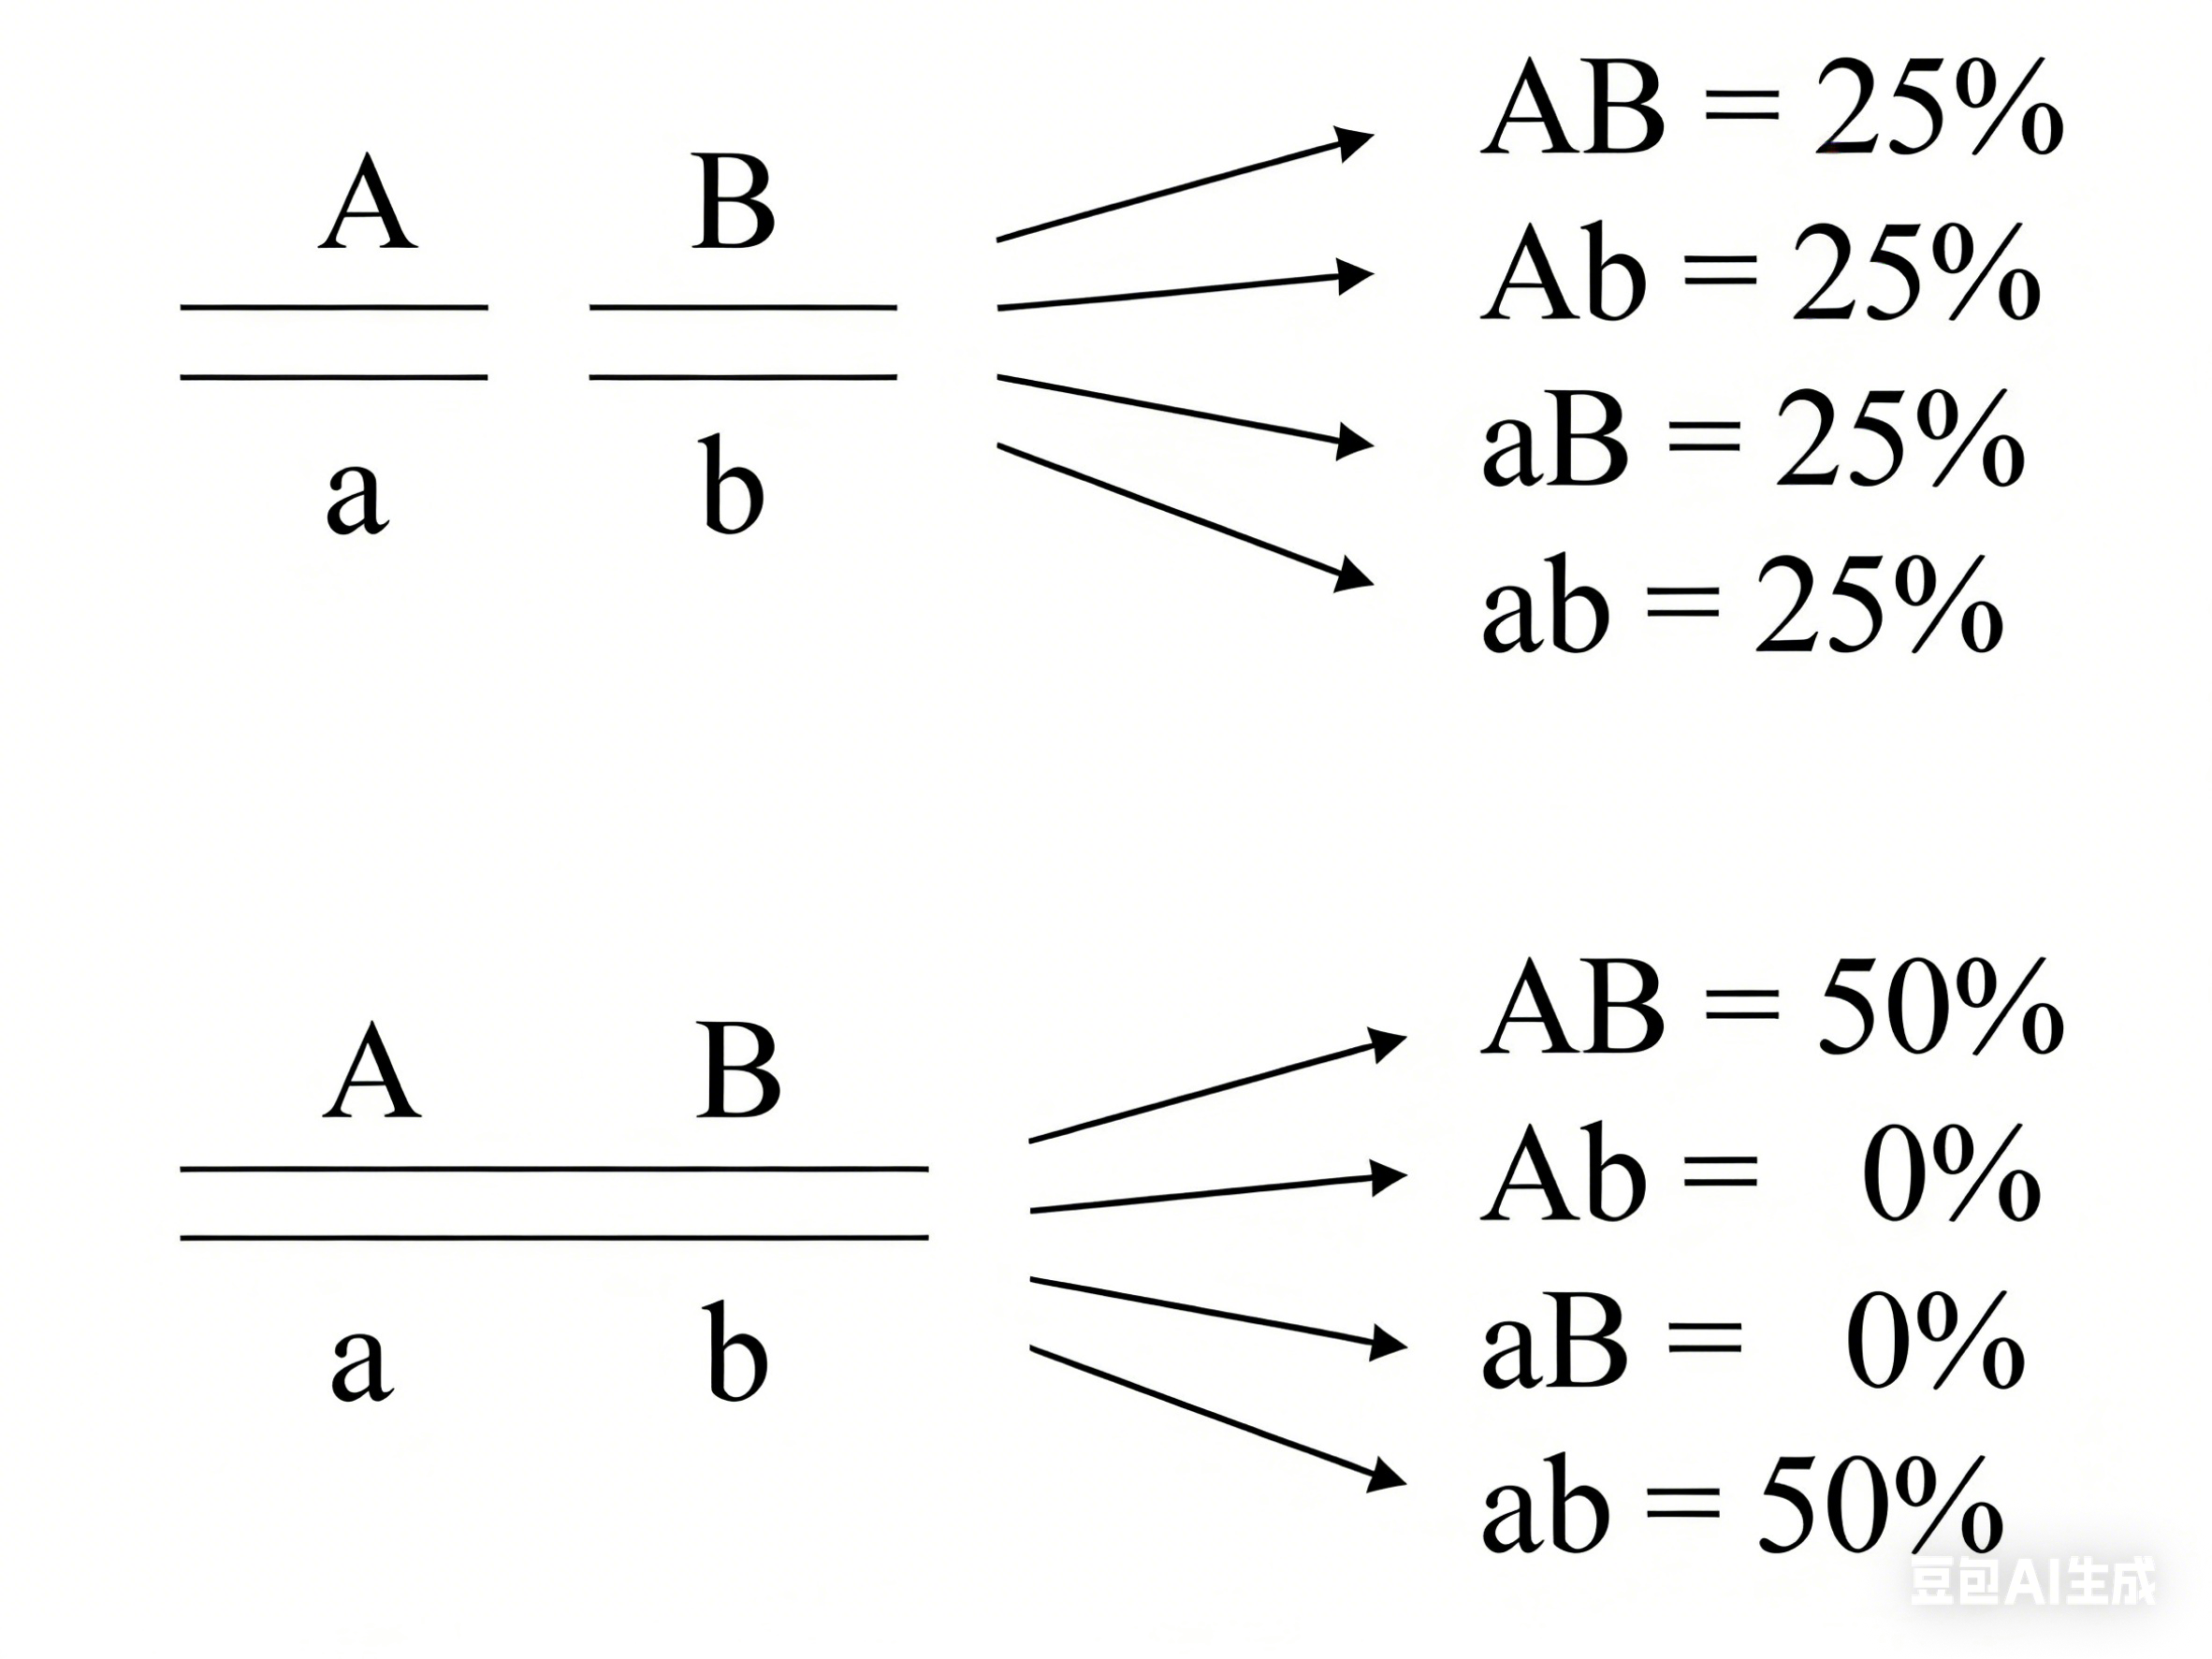 A B
a b
AB = 25%
Ab = 25%
aB = 25%
ab = 25%
A B
a b
AB = 50%
Ab = 0%
aB = 0%
ab = 50%
豆包AI生成